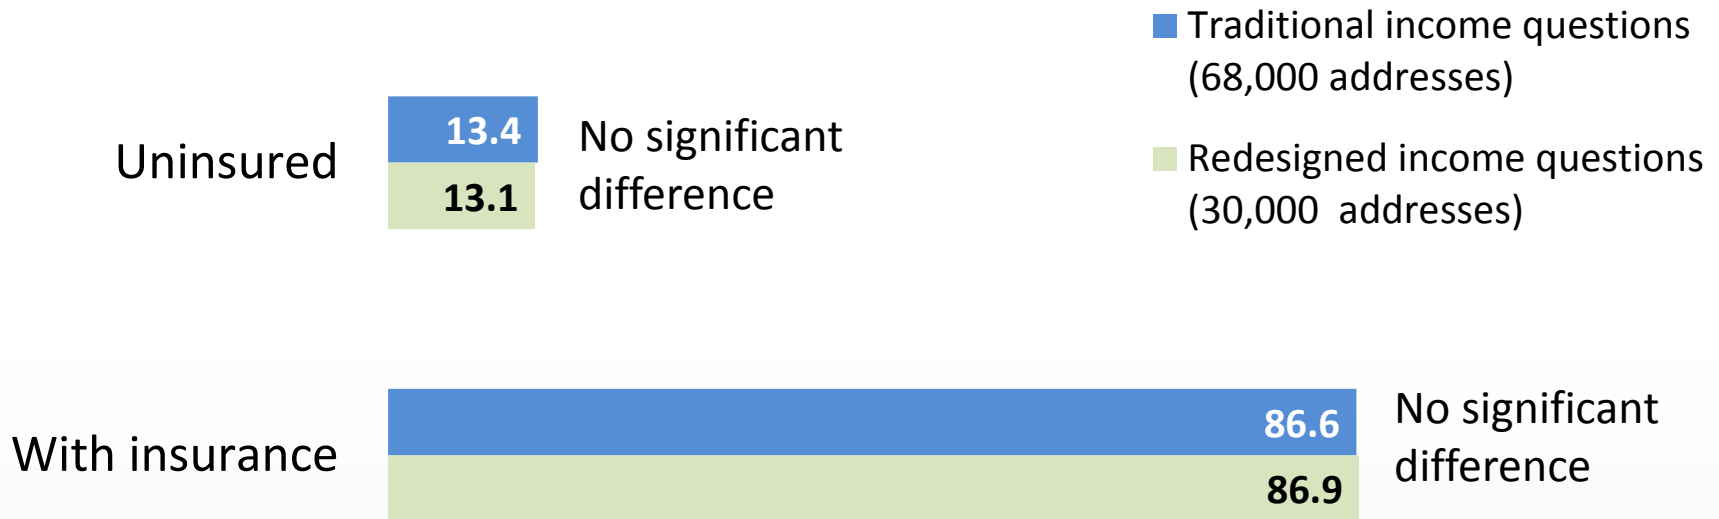 Traditional income questions
(68,000 addresses)
Redesigned income questions
(30,000 addresses)
Uninsured
13.4
13.1
No significant
difference
With insurance
86.6
86.9
No significant
difference